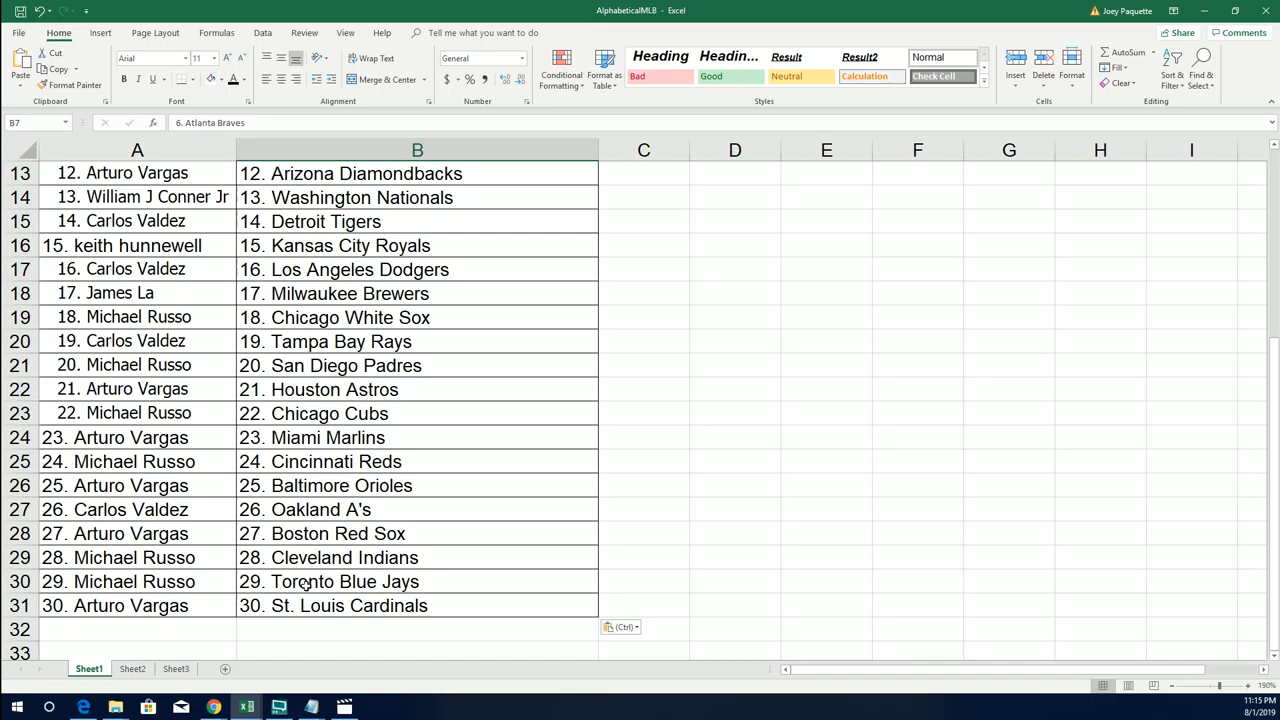 AlphabeticalMLB - Excel
Joey Paquette
File Home Insert Page Layout Formulas Data Review View Help Tell me what you want to do
Share Comments
Paste
Cut
Copy
Format Painter
Clipboard
Arial 11
B I U
Font
Wrap Text
Merge & Center
Alignment
General
$ % ,
Number
Conditional Formatting
Format as Table
Heading Headin... Result Result2 Normal
Bad Good Neutral Calculation Check Cell
Styles
Insert Delete Format
Cells
AutoSum
Fill
Clear
Sort & Filter
Find & Select
Editing
B7 fx 6. Atlanta Braves
A B C D E F G H I
13 12. Arturo Vargas 12. Arizona Diamondbacks
14 13. William J Conner Jr 13. Washington Nationals
15 14. Carlos Valdez 14. Detroit Tigers
16 15. keith hunnewell 15. Kansas City Royals
17 16. Carlos Valdez 16. Los Angeles Dodgers
18 17. James La 17. Milwaukee Brewers
19 18. Michael Russo 18. Chicago White Sox
20 19. Carlos Valdez 19. Tampa Bay Rays
21 20. Michael Russo 20. San Diego Padres
22 21. Arturo Vargas 21. Houston Astros
23 22. Michael Russo 22. Chicago Cubs
24 23. Arturo Vargas 23. Miami Marlins
25 24. Michael Russo 24. Cincinnati Reds
26 25. Arturo Vargas 25. Baltimore Orioles
27 26. Carlos Valdez 26. Oakland A's
28 27. Arturo Vargas 27. Boston Red Sox
29 28. Michael Russo 28. Cleveland Indians
30 29. Michael Russo 29. Toronto Blue Jays
31 30. Arturo Vargas 30. St. Louis Cardinals
32
(Ctrl)
33
Sheet1 Sheet2 Sheet3
190%
11:15 PM
8/1/2019